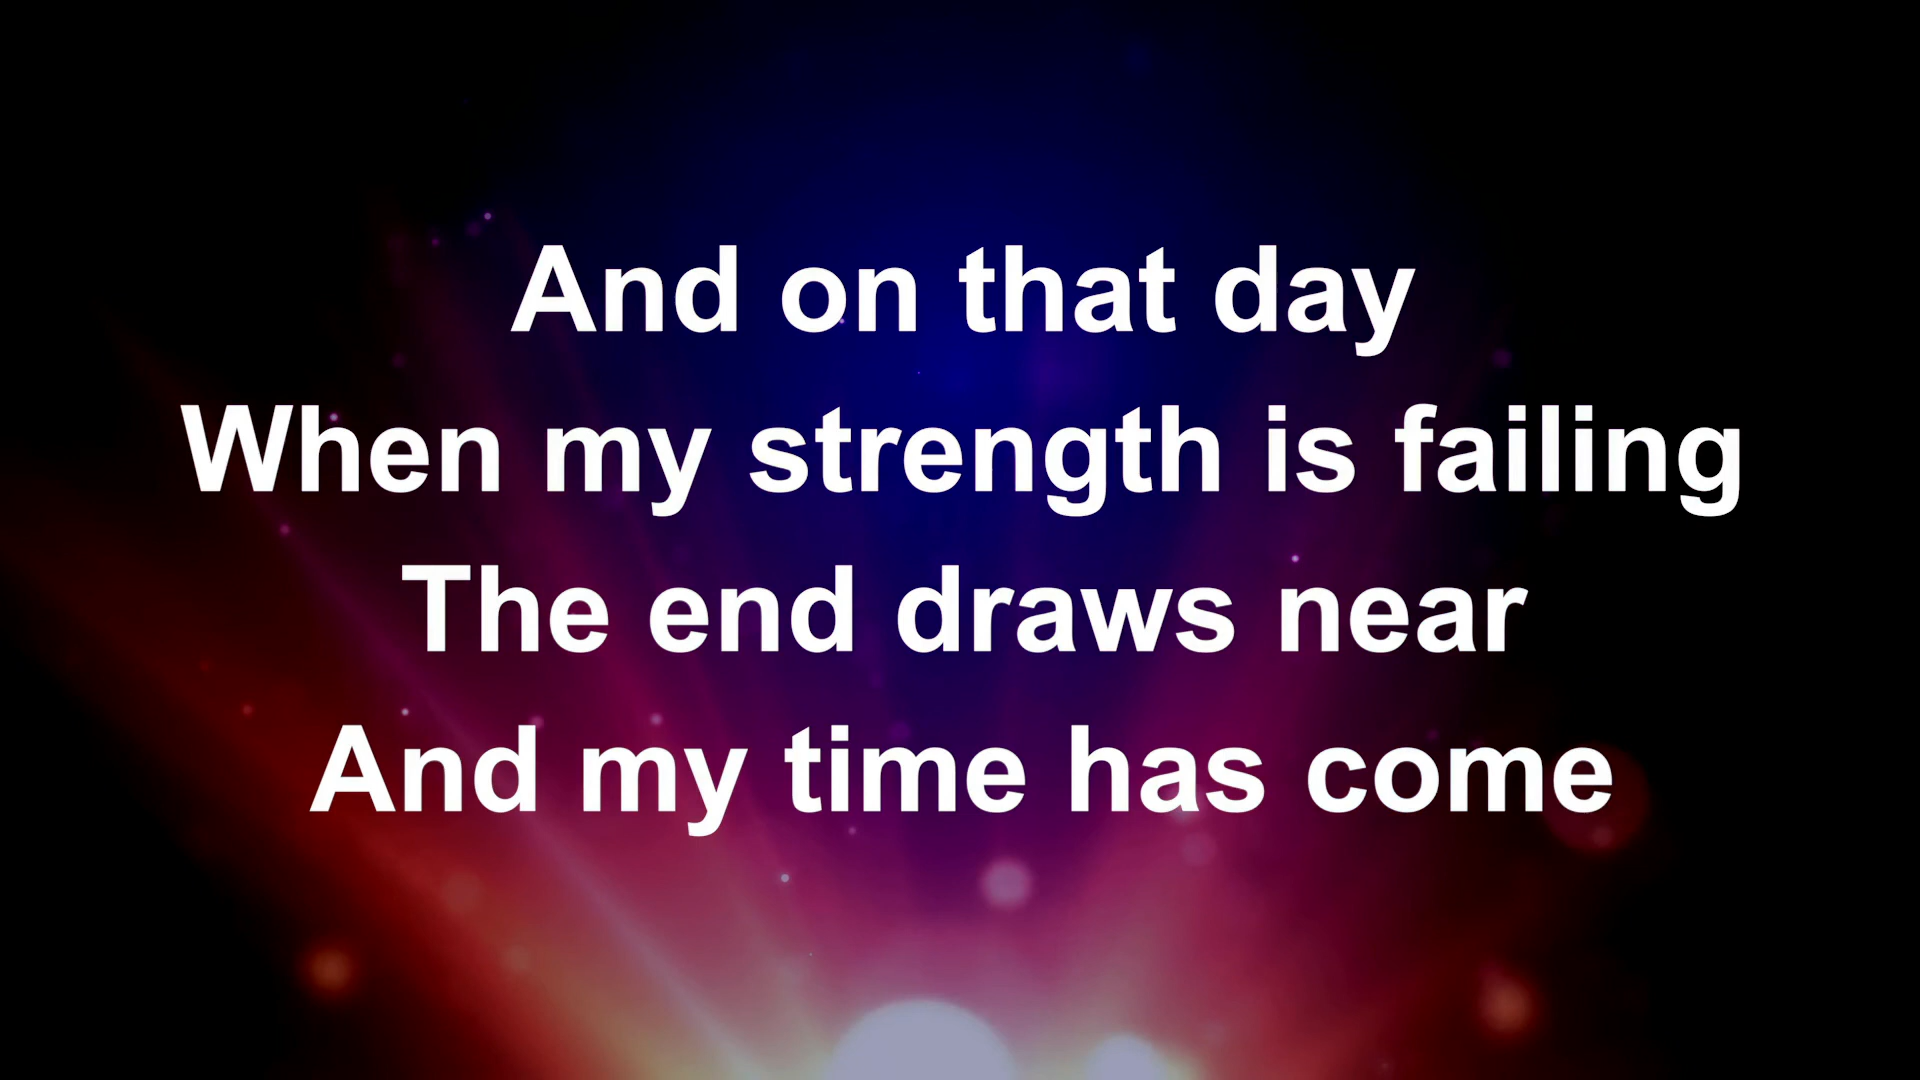 And on that day
When my strength is failing
The end draws near
And my time has come